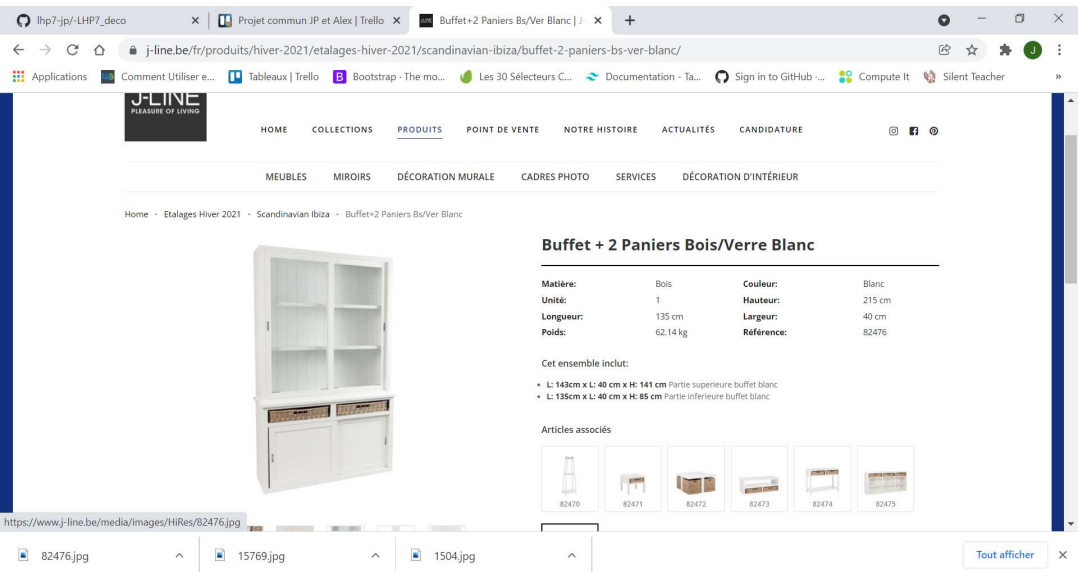 lhp7-jp/-LHP7_deco
Projet commun JP et Alex | Trello
Buffet+2 Paniers Bs/Ver Blanc | J-
j-line.be/fr/produits/hiver-2021/etalages-hiver-2021/scandinavian-ibiza/buffet-2-paniers-bs-ver-blanc/
J
Applications
Comment Utiliser e...
Tableaux | Trello
B Bootstrap · The mo...
Les 30 Sélecteurs C...
Documentation - Ta...
Sign in to GitHub ·...
Compute It
Silent Teacher
»
J-LINE
PLEASURE OF LIVING
HOME COLLECTIONS PRODUITS POINT DE VENTE NOTRE HISTOIRE ACTUALITÉS CANDIDATURE
MEUBLES MIROIRS DÉCORATION MURALE CADRES PHOTO SERVICES DÉCORATION D'INTÉRIEUR
Home - Etalages Hiver 2021 - Scandinavian Ibiza - Buffet+2 Paniers Bs/Ver Blanc
Buffet + 2 Paniers Bois/Verre Blanc
Matière: Bois Couleur: Blanc
Unité: 1 Hauteur: 215 cm
Longueur: 135 cm Largeur: 40 cm
Poids: 62.14 kg Référence: 82476
Cet ensemble inclut:
• L: 143cm x L: 40 cm x H: 141 cm Partie superieure buffet blanc
• L: 135cm x L: 40 cm x H: 85 cm Partie inferieure buffet blanc
Articles associés
82470 82471 82472 82473 82474 82475
https://www.j-line.be/media/images/HiRes/82476.jpg
82476.jpg
15769.jpg
1504.jpg
Tout afficher